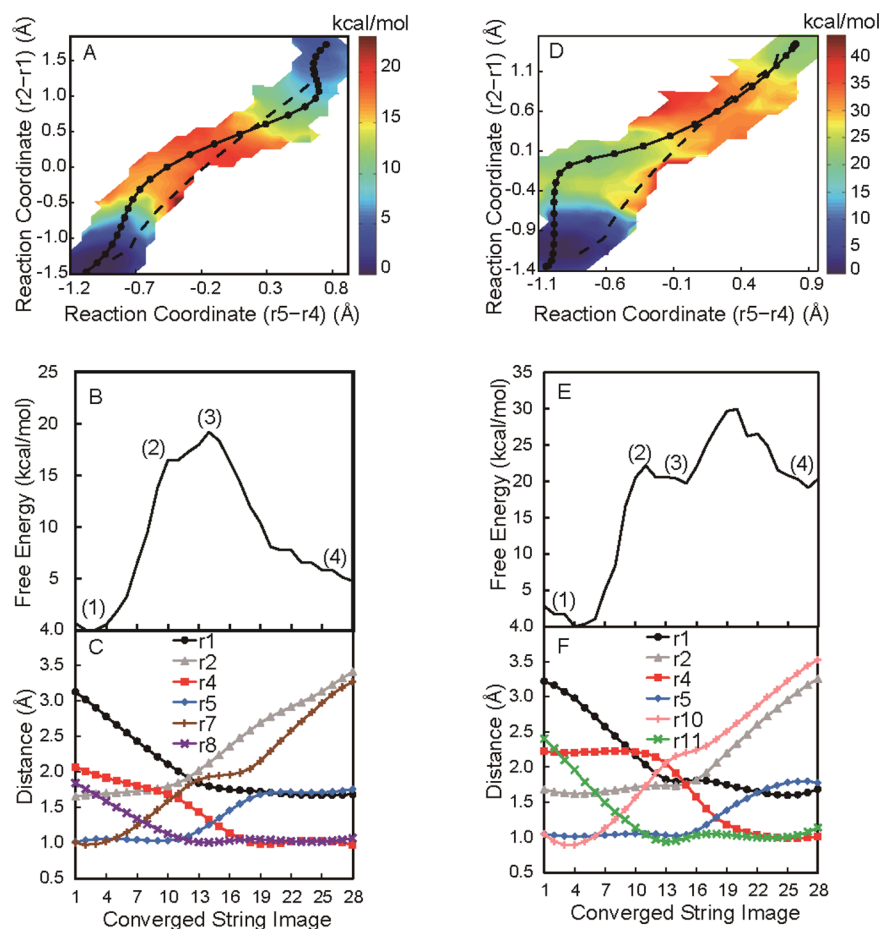 kcal/mol
A
Reaction Coordinate (r2−r1) (Å)
1.5
1.0
0.5
0.0
-0.5
-1.0
-1.5
-1.2 -0.7 -0.2 0.3 0.8
Reaction Coordinate (r5−r4) (Å)
20
15
10
5
0
kcal/mol
D
Reaction Coordinate (r2−r1) (Å)
1.1
0.6
0.1
-0.4
-0.9
-1.4
-1.1 -0.6 -0.1 0.4 0.9
Reaction Coordinate (r5−r4) (Å)
40
35
30
25
20
15
10
5
0
B
Free Energy (kcal/mol)
25
20
15
10
5
4.0
(1)
(2)
(3)
(4)
E
Free Energy (kcal/mol)
35
30
25
20
15
10
5
4.0
(1)
(2)
(3)
(4)
C
Distance (Å)
3.5
3.0
2.5
2.0
1.5
1.0
0.5
r1
r2
r4
r5
r7
r8
1 4 7 10 13 16 19 22 25 28
Converged String Image
F
Distance (Å)
3.5
3.0
2.5
2.0
1.5
1.0
0.5
r1
r2
r4
r5
r10
r11
1 4 7 10 13 16 19 22 25 28
Converged String Image